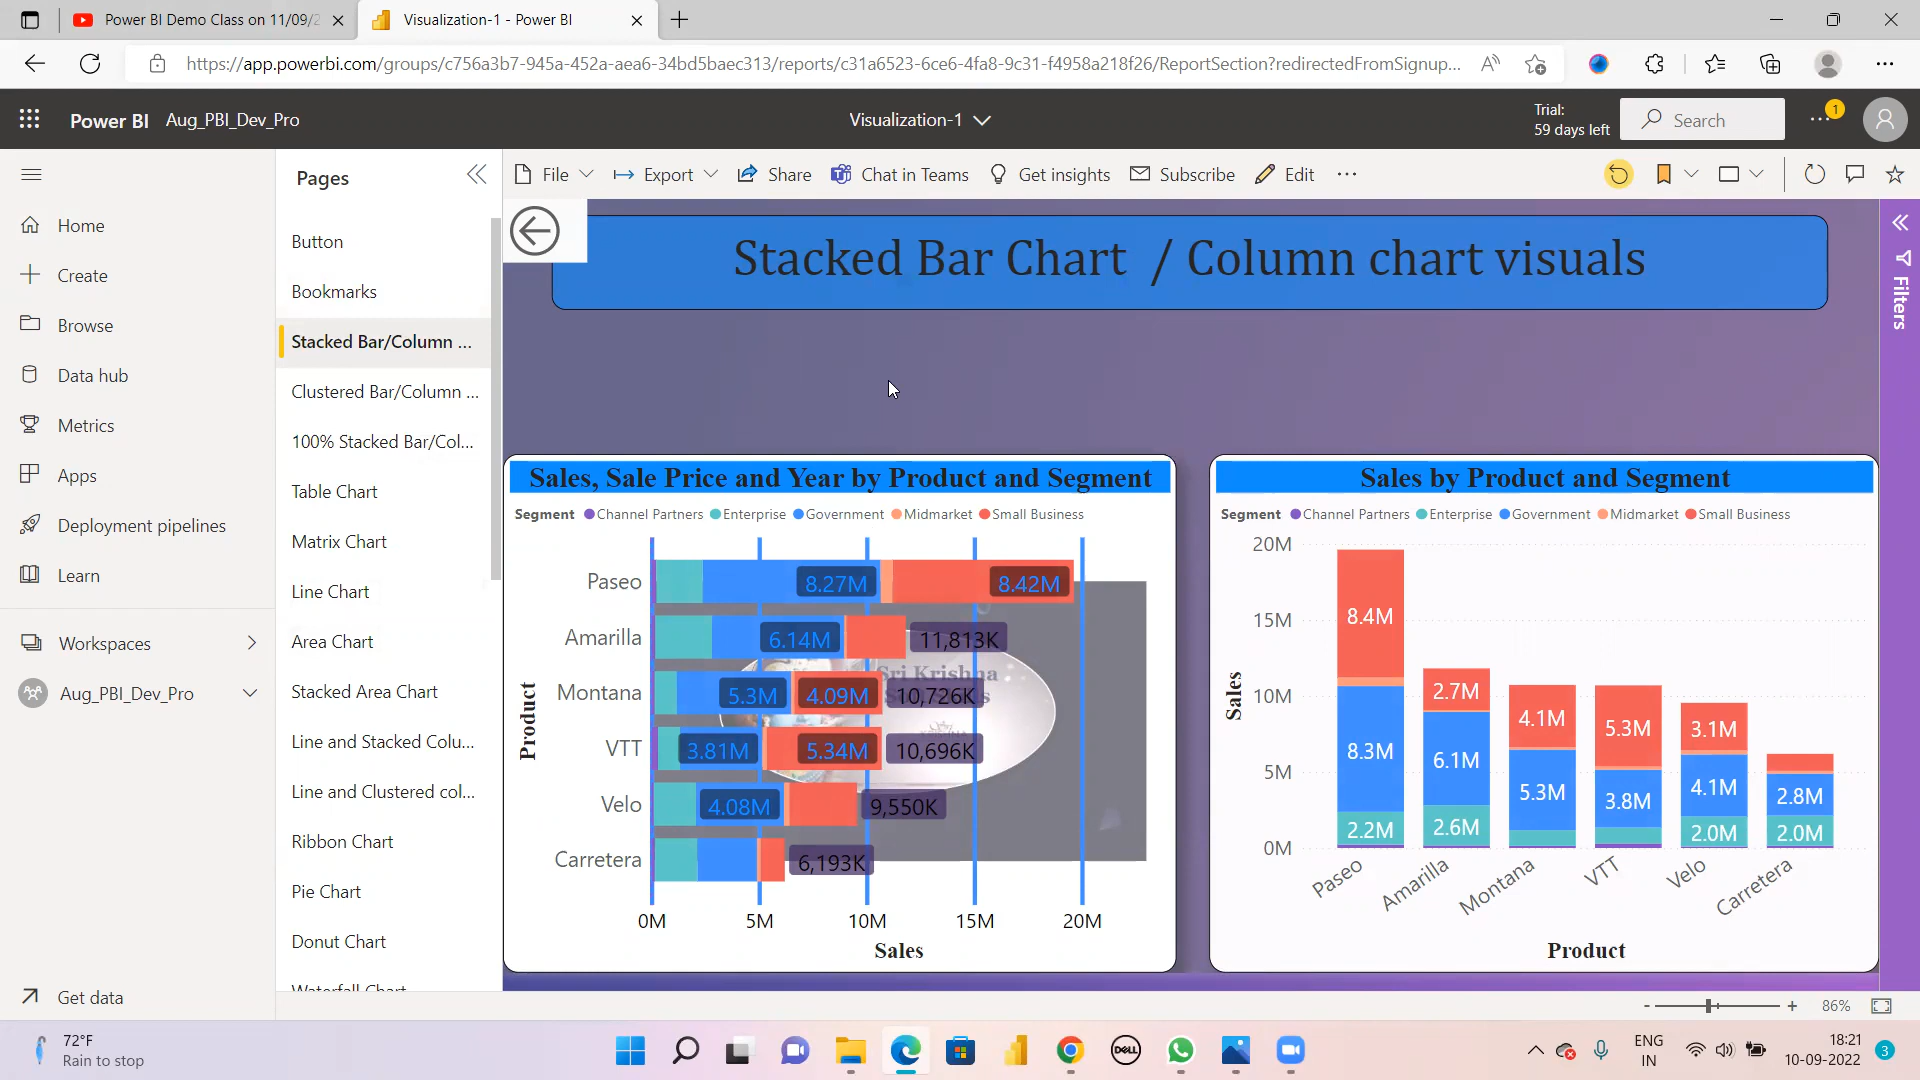 Power BI Demo Class on 11/09/2
Visualization-1 - Power BI
https://app.powerbi.com/groups/c756a3b7-945a-452a-aea6-34bd5baec313/reports/c31a6523-6ce6-4fa8-9c31-f4958a218f26/ReportSection?redirectedFromSignup...
Power BI Aug_PBI_Dev_Pro
Visualization-1
Trial:
59 days left
Search
1
Home
Create
Browse
Data hub
Metrics
Apps
Deployment pipelines
Learn
Workspaces
Aug_PBI_Dev_Pro
Get data
Pages
Button
Bookmarks
Stacked Bar/Column ...
Clustered Bar/Column ...
100% Stacked Bar/Col...
Table Chart
Matrix Chart
Line Chart
Area Chart
Stacked Area Chart
Line and Stacked Colu...
Line and Clustered col...
Ribbon Chart
Pie Chart
Donut Chart
Waterfall Chart
File Export Share Chat in Teams Get insights Subscribe Edit ...
Stacked Bar Chart / Column chart visuals
Filters
Sales, Sale Price and Year by Product and Segment
Segment Channel Partners Enterprise Government Midmarket Small Business
Product
Paseo 8.27M 8.42M
Amarilla 6.14M 11,813K
Sri Krishna
Montana 5.3M 4.09M 10,726K
VTT 3.81M 5.34M 10,696K
Velo 4.08M 9,550K
Carretera 6,193K
0M 5M 10M 15M 20M
Sales
Sales by Product and Segment
Segment Channel Partners Enterprise Government Midmarket Small Business
Sales
20M
15M
10M
5M
0M
8.4M
8.3M
2.2M
2.7M
6.1M
2.6M
4.1M
5.3M
5.3M
3.8M
3.1M
4.1M
2.0M
2.8M
2.0M
Paseo Amarilla Montana VTT Velo Carretera
Product
- + 86%
72°F
Rain to stop
DELL
ENG
IN
18:21
10-09-2022
3